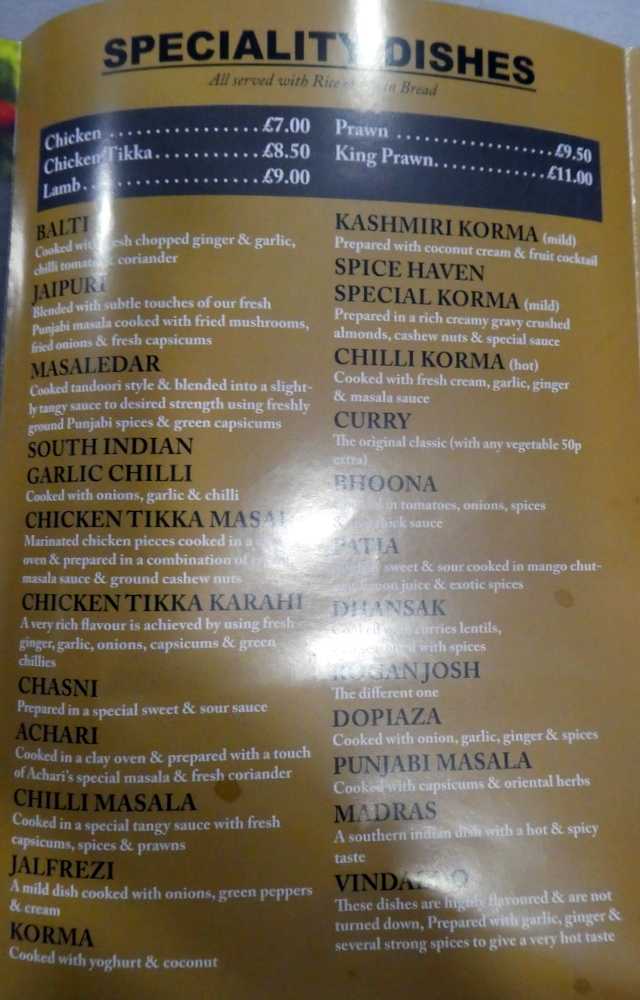 SPECIALITY DISHES
All served with Rice Bread
Chicken ....................£7.00
Chicken Tikka...............£8.50
Lamb........................£9.00
Prawn ....................£9.50
King Prawn................£11.00
BALTI
Cooked with fresh chopped ginger & garlic,
chilli tomato & coriander
JAIPURI
Blended with subtle touches of our fresh
Punjabi masala cooked with fried mushrooms,
fried onions & fresh capsicums
MASALEDAR
Cooked tandoori style & blended into a slight-
ly tangy sauce to desired strength using freshly
ground Punjabi spices & green capsicums
SOUTH INDIAN
GARLIC CHILLI
Cooked with onions, garlic & chilli
CHICKEN TIKKA
Marinated chicken pieces cooked in a
oven & prepared in a combination of
masala sauce & ground cashew nuts
CHICKEN TIKKA KARAHI
A very rich flavour is achieved by using fresh
ginger, garlic, onions, capsicums & green
chillies
CHASNI
Prepared in a special sweet & sour sauce
ACHARI
Cooked in a clay oven & prepared with a touch
of Achari's special masala & fresh coriander
CHILLI MASALA
Cooked in a special tangy sauce with fresh
capsicums, spices & prawns
JALFREZI
A mild dish cooked with onions, green peppers
& cream
KORMA
Cooked with yoghurt & coconut
KASHMIRI KORMA (mild)
Prepared with coconut cream & fruit cocktail
SPICE HAVEN
SPECIAL KORMA (mild)
Prepared in a rich creamy gravy crushed
almonds, cashew nuts & special sauce
CHILLI KORMA (hot)
Cooked with fresh cream, garlic, ginger
& masala sauce
CURRY
The original classic (with any vegetable 50p
extra)
BHOONA
in tomatoes, onions, spices
thick sauce
PATIA
sweet & sour cooked in mango chut-
lemon juice & exotic spices
DHANSAK
curries lentils,
with spices
ROGAN JOSH
The different one
DOPIAZA
Cooked with onion, garlic, ginger & spices
PUNJABI MASALA
Cooked with capsicums & oriental herbs
MADRAS
A southern indian dish with a hot & spicy
taste
VINDALOO
These dishes are highly flavoured & are not
turned down, Prepared with garlic, ginger &
several strong spices to give a very hot taste